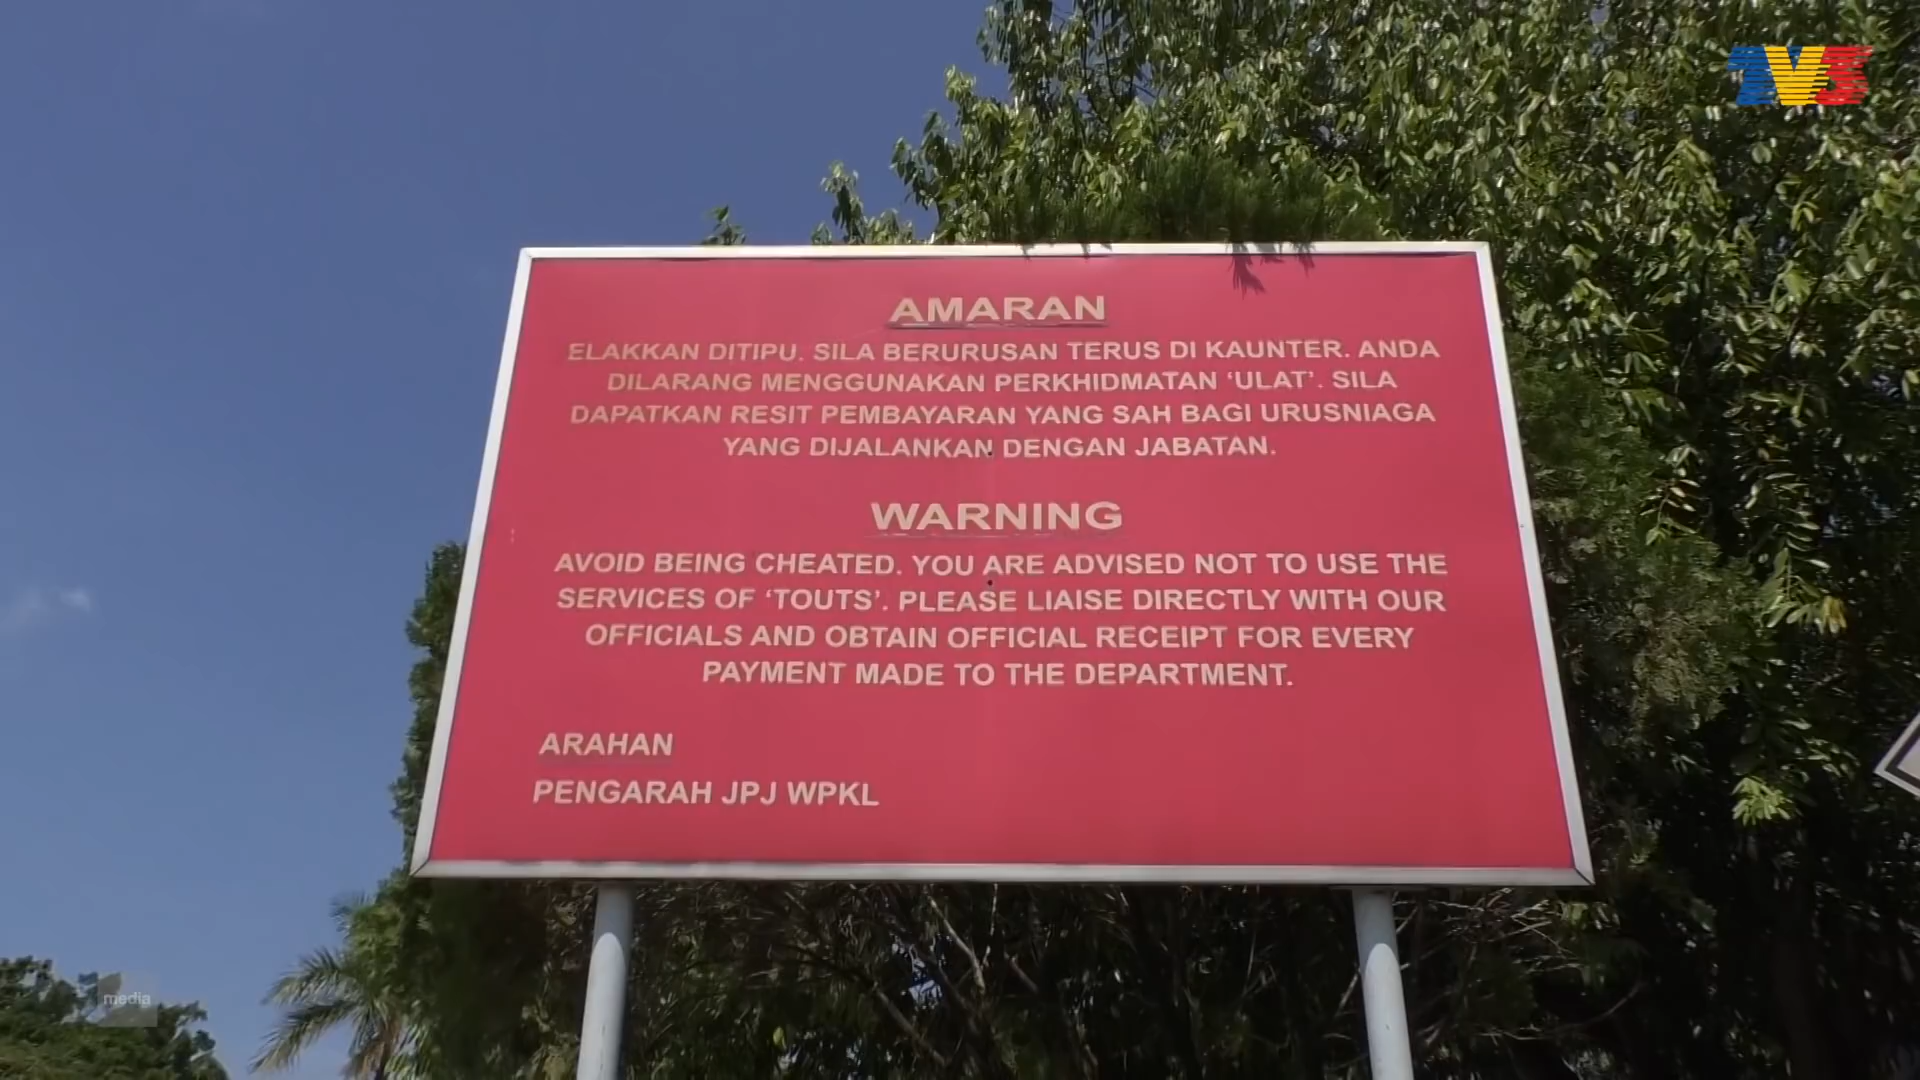 TV3
AMARAN
ELAKKAN DITIPU. SILA BERURUSAN TERUS DI KAUNTER. ANDA
DILARANG MENGGUNAKAN PERKHIDMATAN ‘ULAT’. SILA
DAPATKAN RESIT PEMBAYARAN YANG SAH BAGI URUSNIAGA
YANG DIJALANKAN DENGAN JABATAN.
WARNING
AVOID BEING CHEATED. YOU ARE ADVISED NOT TO USE THE
SERVICES OF ‘TOUTS’. PLEASE LIAISE DIRECTLY WITH OUR
OFFICIALS AND OBTAIN OFFICIAL RECEIPT FOR EVERY
PAYMENT MADE TO THE DEPARTMENT.
ARAHAN
PENGARAH JPJ WPKL
media